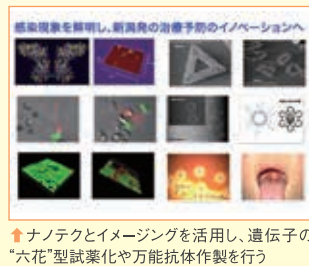 感染現象を解明し、新潟発の治療予防のイノベーションへ
⬆ナノテクとイメージングを活用し、遺伝子の
“六花”型試薬化や万能抗体作製を行う